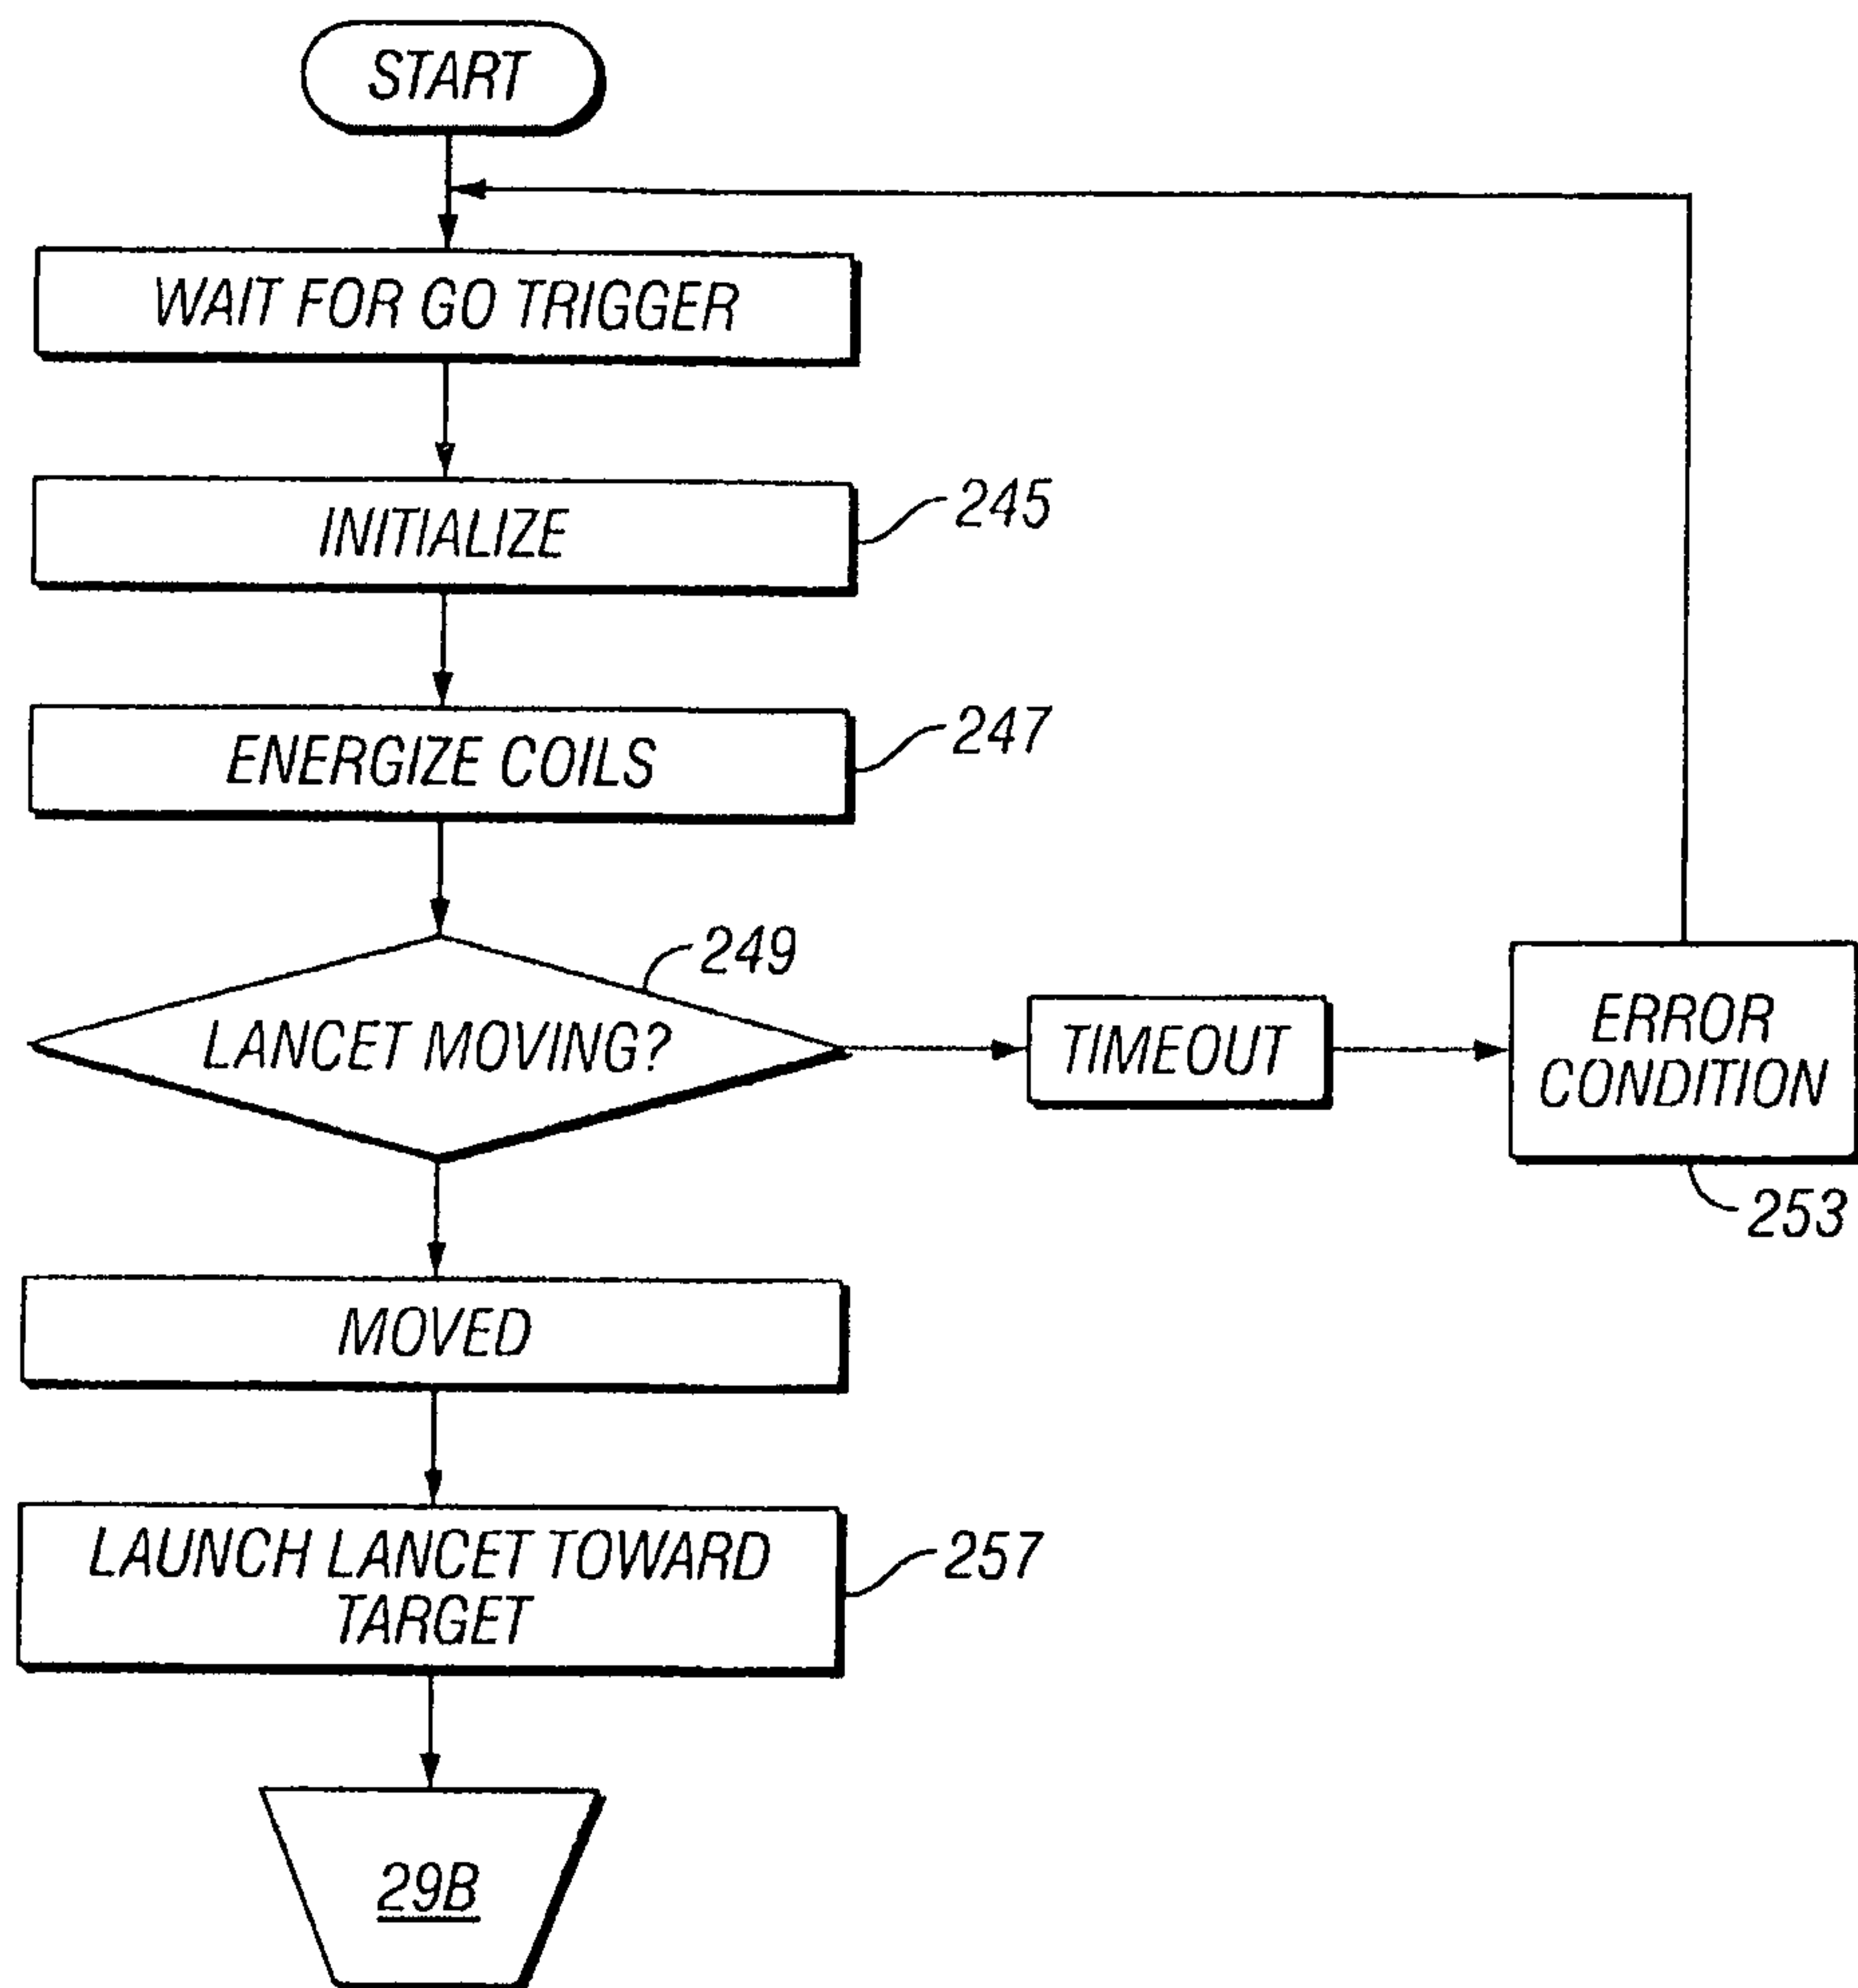 START
WAIT FOR GO TRIGGER
INITIALIZE
245
ENERGIZE COILS
247
249
LANCET MOVING?
TIMEOUT
ERROR
CONDITION
253
MOVED
LAUNCH LANCET TOWARD
TARGET
257
29B